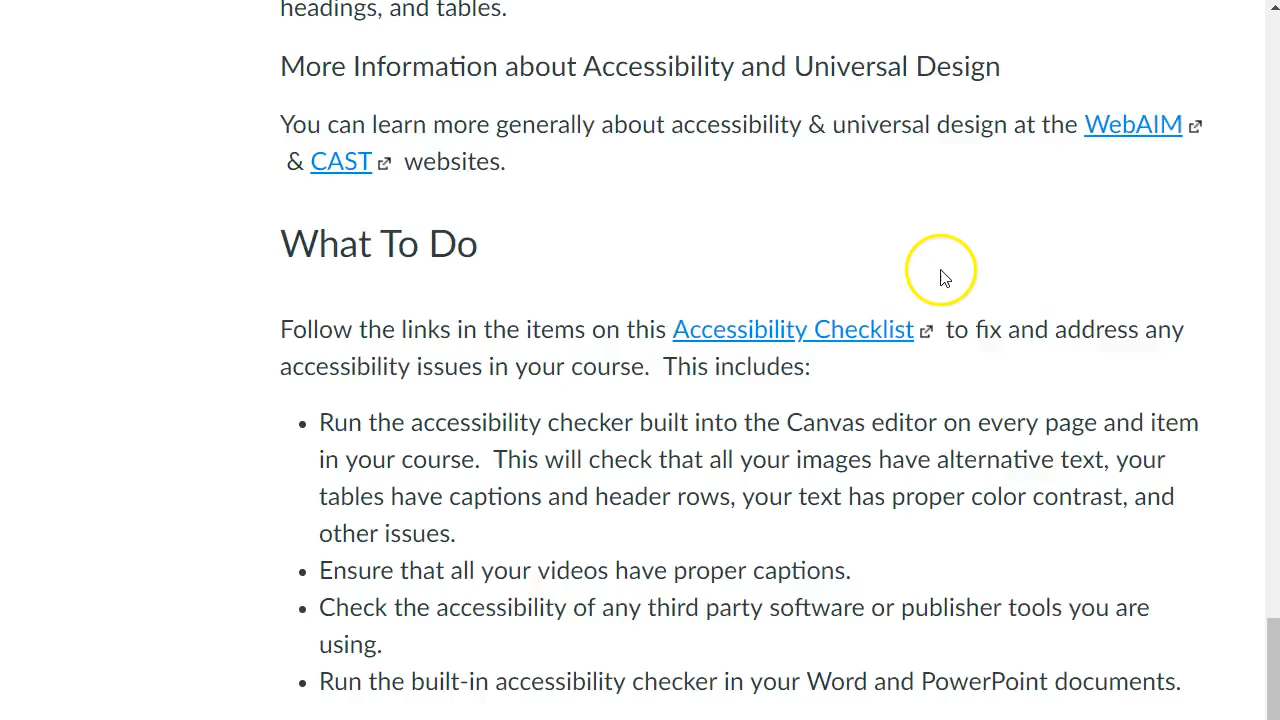 headings, and tables.
More Information about Accessibility and Universal Design
You can learn more generally about accessibility & universal design at the WebAIM
& CAST websites.
What To Do
Follow the links in the items on this Accessibility Checklist to fix and address any
accessibility issues in your course.  This includes:
• Run the accessibility checker built into the Canvas editor on every page and item
in your course.  This will check that all your images have alternative text, your
tables have captions and header rows, your text has proper color contrast, and
other issues.
• Ensure that all your videos have proper captions.
• Check the accessibility of any third party software or publisher tools you are
using.
• Run the built-in accessibility checker in your Word and PowerPoint documents.